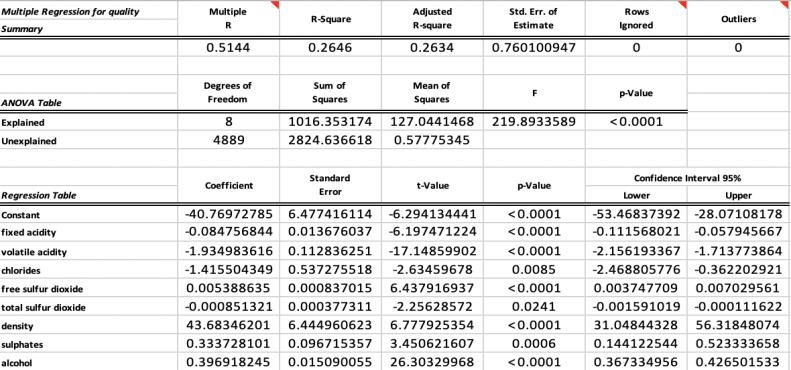 Multiple Regression for quality Multiple R-Square Adjusted Std. Err. of Rows Outliers
Summary R R-square Estimate Ignored
0.5144 0.2646 0.2634 0.760100947 0 0
Degrees of Sum of Mean of F p-Value
ANOVA Table Freedom Squares Squares
Explained 8 1016.353174 127.0441468 219.8933589 <0.0001
Unexplained 4889 2824.636618 0.57775345
Coefficient Standard t-Value p-Value Confidence Interval 95%
Regression Table Error Lower Upper
Constant -40.76972785 6.477416114 -6.294134441 <0.0001 -53.46837392 -28.07108178
fixed acidity -0.084756844 0.013676037 -6.197471224 <0.0001 -0.111568021 -0.057945667
volatile acidity -1.934983616 0.112836251 -17.14859902 <0.0001 -2.156193367 -1.713773864
chlorides -1.415504349 0.537275518 -2.63459678 0.0085 -2.468805776 -0.362202921
free sulfur dioxide 0.005388635 0.000837015 6.437916937 <0.0001 0.003747709 0.007029561
total sulfur dioxide -0.000851321 0.000377311 -2.25628572 0.0241 -0.001591019 -0.000111622
density 43.68346201 6.444960623 6.777925354 <0.0001 31.04844328 56.31848074
sulphates 0.333728101 0.096715357 3.450621607 0.0006 0.144122544 0.523333658
alcohol 0.396918245 0.015090055 26.30329968 <0.0001 0.367334956 0.426501533